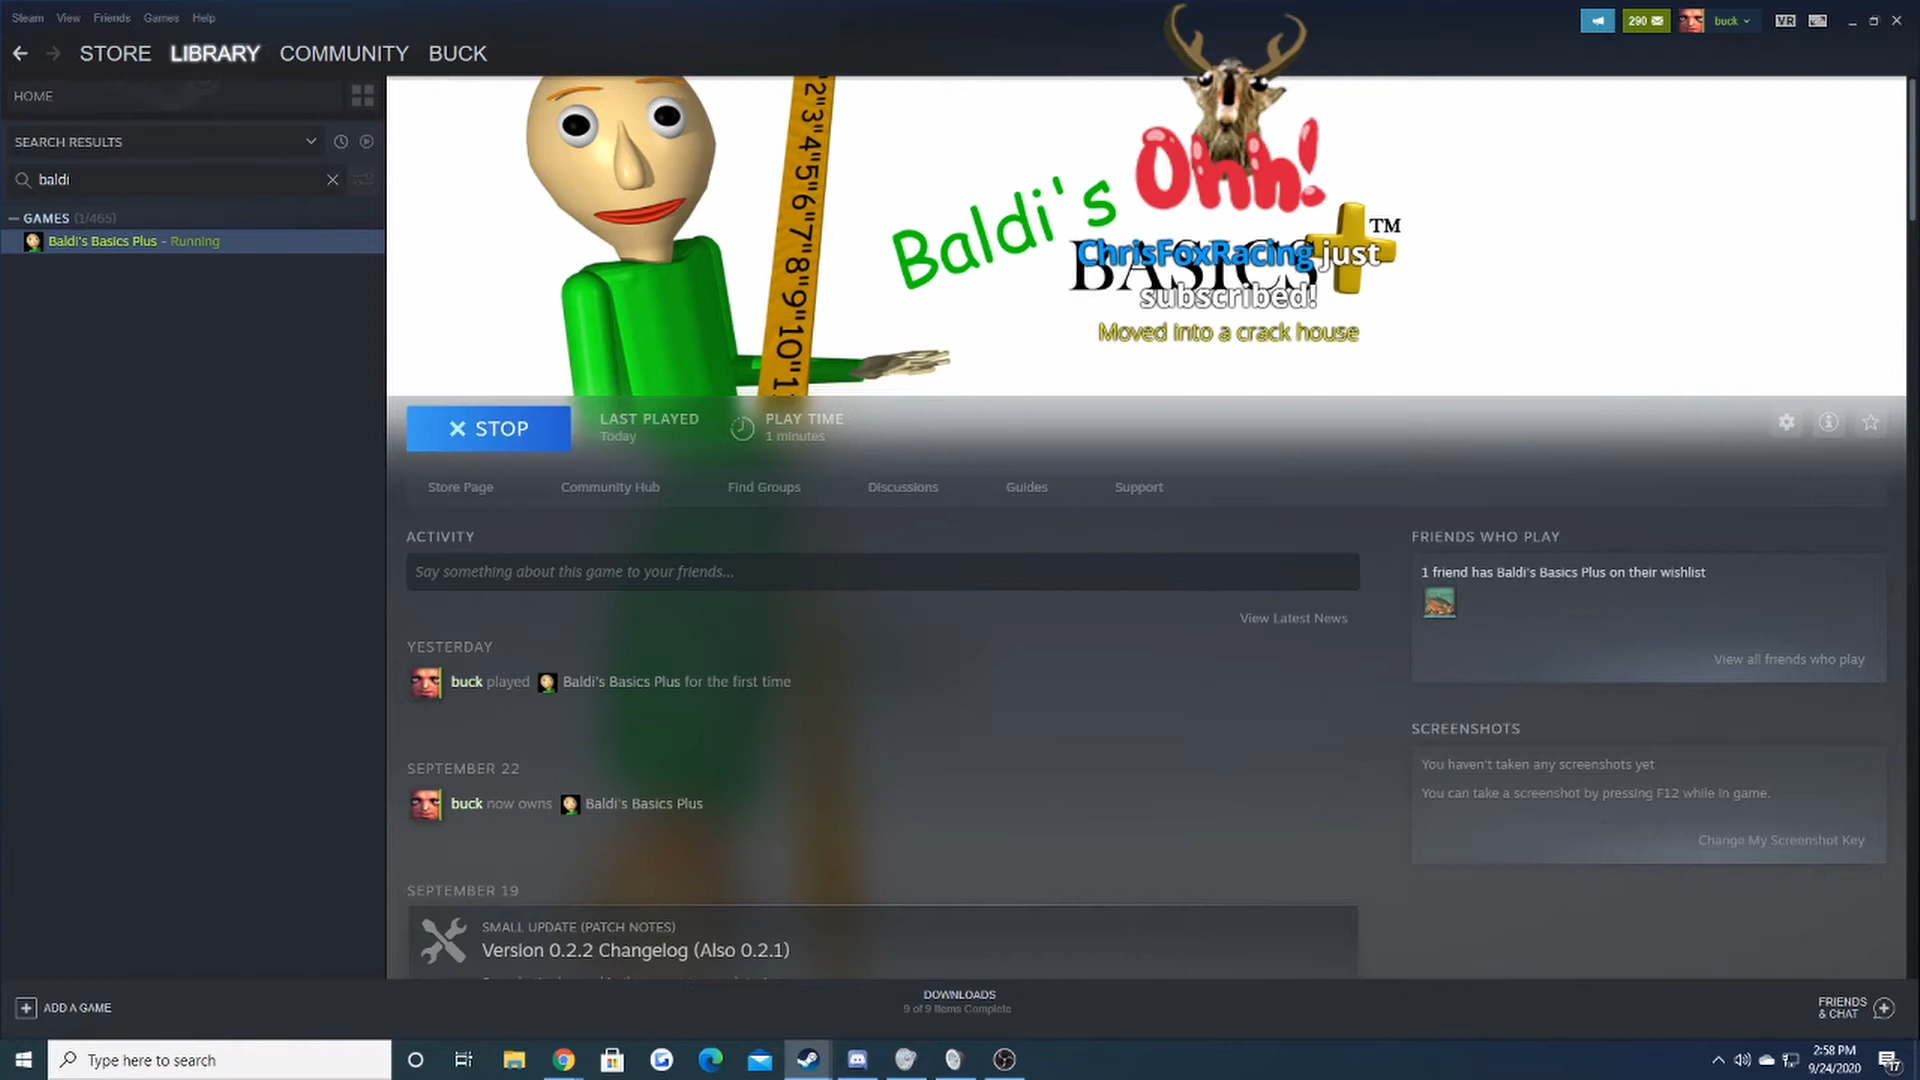 Steam View Friends Games Help
290
buck
VR
STORE LIBRARY COMMUNITY BUCK
HOME
SEARCH RESULTS
baldi
GAMES (1/465)
Baldi's Basics Plus - Running
2"3"4"5"6"7"8"9"10"1
Baldi's
BASICS
TM
Ohh!
ChrisFoxRacing just
subscribed!
Moved into a crack house
STOP
LAST PLAYED
Today
PLAY TIME
1 minutes
Store Page Community Hub Find Groups Discussions Guides Support
ACTIVITY
Say something about this game to your friends...
View Latest News
YESTERDAY
buck played Baldi's Basics Plus for the first time
SEPTEMBER 22
buck now owns Baldi's Basics Plus
SEPTEMBER 19
SMALL UPDATE (PATCH NOTES)
Version 0.2.2 Changelog (Also 0.2.1)
FRIENDS WHO PLAY
1 friend has Baldi's Basics Plus on their wishlist
View all friends who play
SCREENSHOTS
You haven't taken any screenshots yet
You can take a screenshot by pressing F12 while in game.
Change My Screenshot Key
ADD A GAME
DOWNLOADS
9 of 9 Items Complete
FRIENDS
& CHAT
Type here to search
2:58 PM
9/24/2020
17